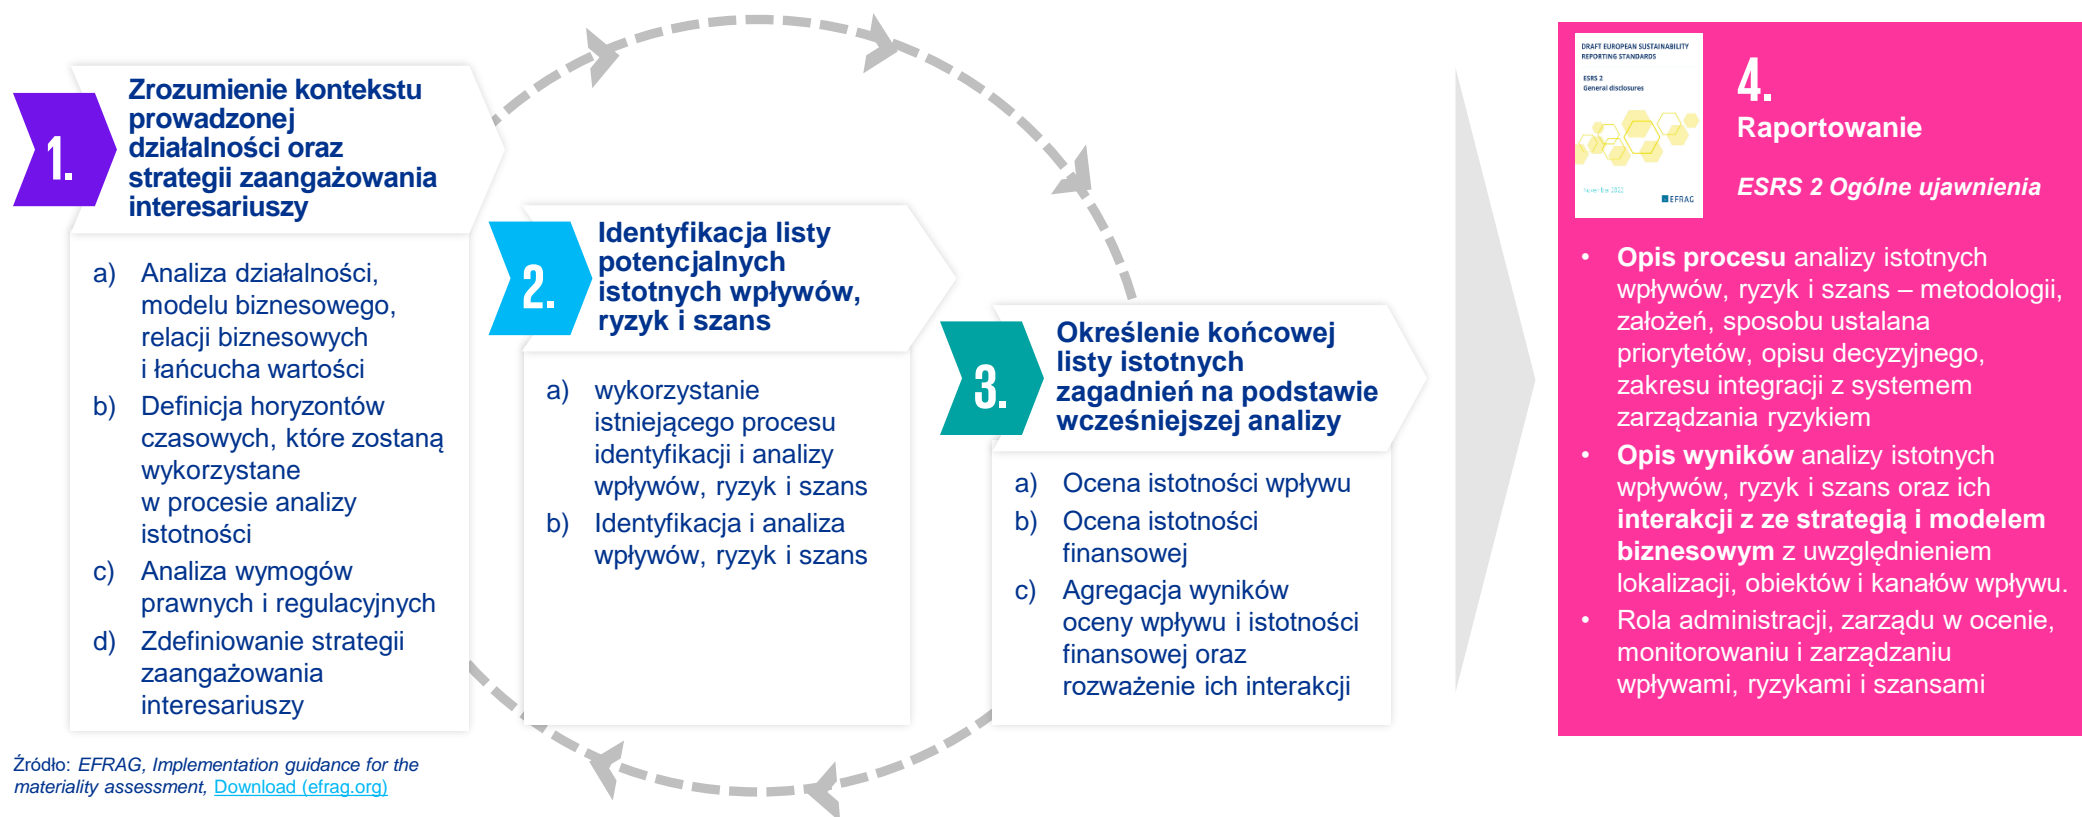 1.
Zrozumienie kontekstu
prowadzonej
działalności oraz
strategii zaangażowania
interesariuszy
a) Analiza działalności,
modelu biznesowego,
relacji biznesowych
i łańcucha wartości
b) Definicja horyzontów
czasowych, które zostaną
wykorzystane
w procesie analizy
istotności
c) Analiza wymogów
prawnych i regulacyjnych
d) Zdefiniowanie strategii
zaangażowania
interesariuszy
2.
Identyfikacja listy
potencjalnych
istotnych wpływów,
ryzyk i szans
a) wykorzystanie
istniejącego procesu
identyfikacji i analizy
wpływów, ryzyk i szans
b) Identyfikacja i analiza
wpływów, ryzyk i szans
3.
Określenie końcowej
listy istotnych
zagadnień na podstawie
wcześniejszej analizy
a) Ocena istotności wpływu
b) Ocena istotności
finansowej
c) Agregacja wyników
oceny wpływu i istotności
finansowej oraz
rozważenie ich interakcji
DRAFT EUROPEAN SUSTAINABILITY
REPORTING STANDARDS
ESRS 2
General disclosures
November 2022
EFRAG
4.
Raportowanie
ESRS 2 Ogólne ujawnienia
• Opis procesu analizy istotnych
wpływów, ryzyk i szans – metodologii,
założeń, sposobu ustalana
priorytetów, opisu decyzyjnego,
zakresu integracji z systemem
zarządzania ryzykiem
• Opis wyników analizy istotnych
wpływów, ryzyk i szans oraz ich
interakcji z ze strategią i modelem
biznesowym z uwzględnieniem
lokalizacji, obiektów i kanałów wpływu.
• Rola administracji, zarządu w ocenie,
monitorowaniu i zarządzaniu
wpływami, ryzykami i szansami
Źródło: EFRAG, Implementation guidance for the
materiality assessment, Download (efrag.org)